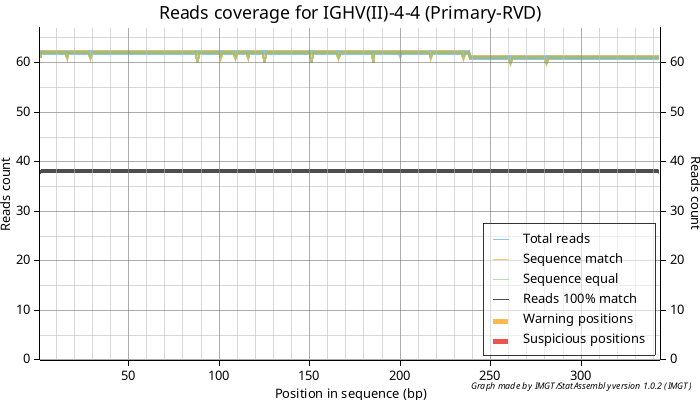 Reads coverage for IGHV(II)-4-4 (Primary-RVD)
60
50
40
30
20
10
0
Reads count
60
50
40
30
20
10
0
Reads count
Total reads
Sequence match
Sequence equal
Reads 100% match
Warning positions
Suspicious positions
50 100 150 200 250 300
Position in sequence (bp)
Graph made by IMGT/StatAssembly version 1.0.2 (IMGT)